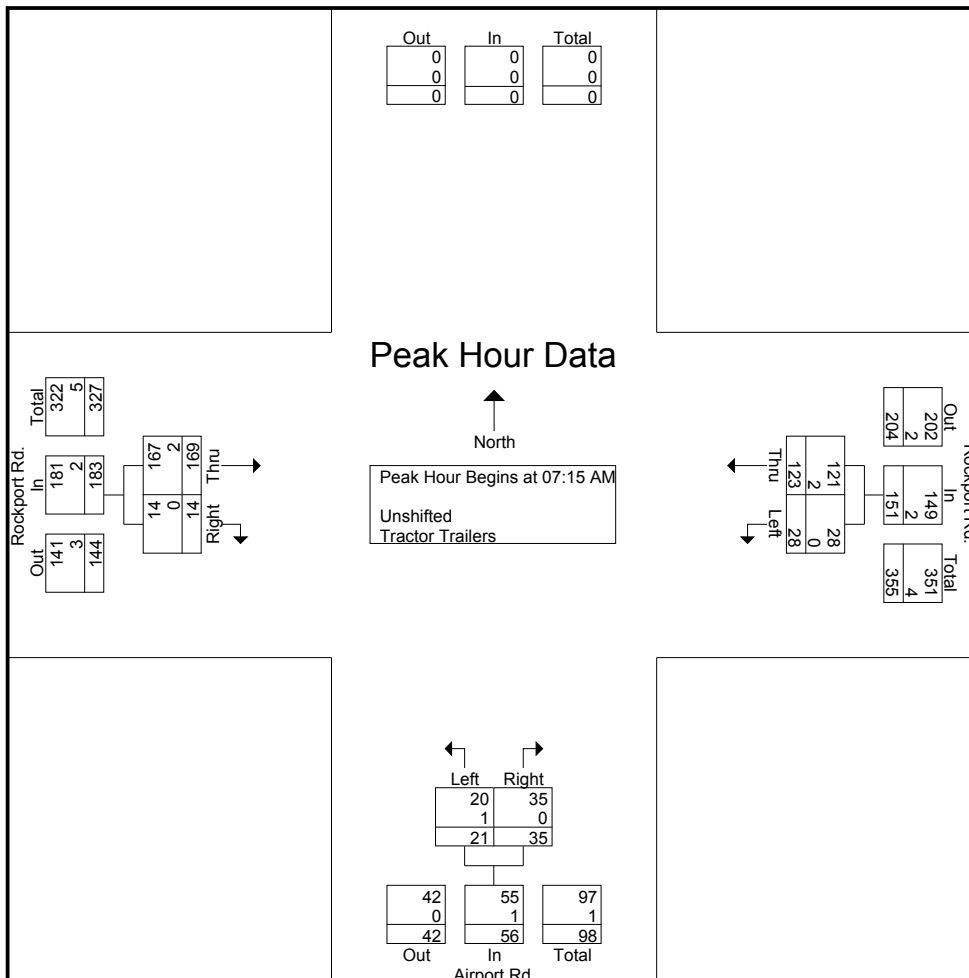 Out In Total
0 0 0
0 0 0
0 0 0
Peak Hour Data
North
Peak Hour Begins at 07:15 AM
Unshifted
Tractor Trailers
Rockport Rd.
Out In Total
141 181 322
3 2 5
144 183 327
Right Thru
14 167
0 2
14 169
Rockport Rd.
Out In Total
202 149 351
2 2 4
204 151 355
Thru Left
121 28
2 0
123 28
Left Right
20 35
1 0
21 35
42 55 97
0 1 1
42 56 98
Out In Total
Airport Rd